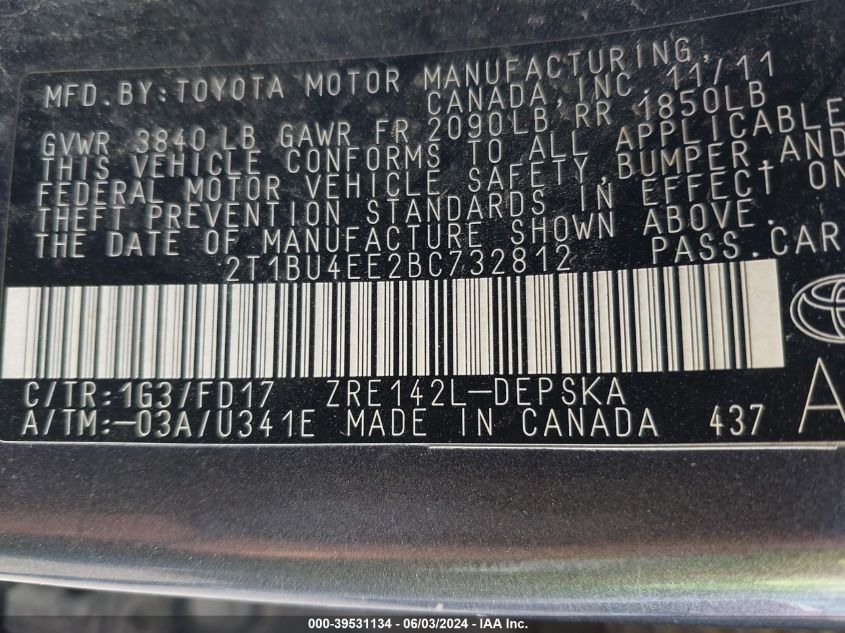 MFD. BY: TOYOTA MOTOR MANUFACTURING,
CANADA, INC. 11/11
GVWR 3840 LB GAWR FR 2090LB, RR 1850LB
THIS VEHICLE CONFORMS TO ALL APPLICABLE
FEDERAL MOTOR VEHICLE SAFETY, BUMPER, AND
THEFT PREVENTION STANDARDS IN EFFECT ON
THE DATE OF MANUFACTURE SHOWN ABOVE.
2T1BU4EE2BC732812 PASS. CAR
C/TR: 1G3/FD17 ZRE142L-DEPSKA A
A/TM:-03A/U341E MADE IN CANADA 437
000-39531134 - 06/03/2024 - IAA Inc.